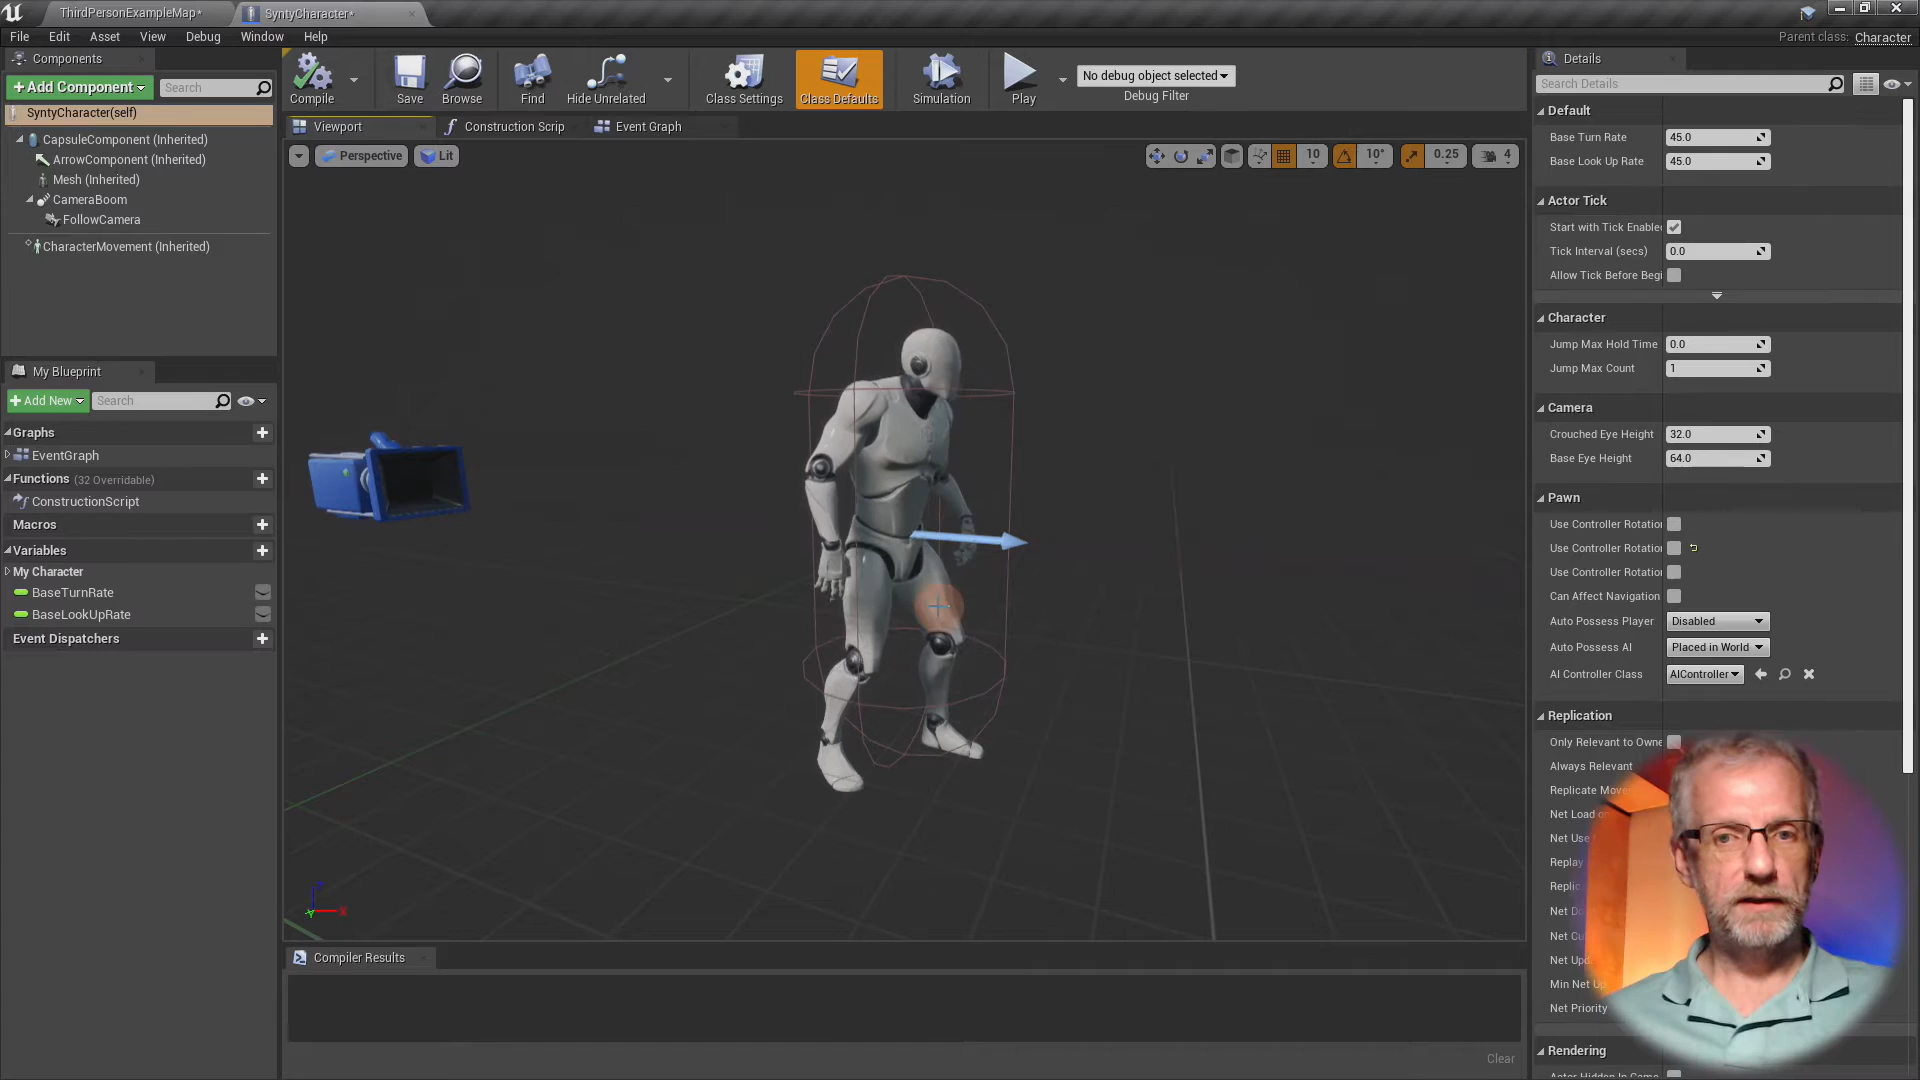 ThirdPersonExampleMap*
SyntyCharacter*
File
Edit
Asset
View
Debug
Window
Help
Parent class: Character
Components
+Add Component
Search
SyntyCharacter(self)
CapsuleComponent (Inherited)
ArrowComponent (Inherited)
Mesh (Inherited)
CameraBoom
FollowCamera
CharacterMovement (Inherited)
My Blueprint
+Add New
Search
Graphs
EventGraph
Functions (32 Overridable)
ConstructionScript
Macros
Variables
My Character
BaseTurnRate
BaseLookUpRate
Event Dispatchers
Compile
Save
Browse
Find
Hide Unrelated
Class Settings
Class Defaults
Simulation
Play
No debug object selected
Debug Filter
Viewport
Construction Scrip
Event Graph
Perspective
Lit
10
10°
0.25
4
X
Compiler Results
Clear
Details
Search Details
Default
Base Turn Rate 45.0
Base Look Up Rate 45.0
Actor Tick
Start with Tick Enable
Tick Interval (secs) 0.0
Allow Tick Before Begi
Character
Jump Max Hold Time 0.0
Jump Max Count 1
Camera
Crouched Eye Height 32.0
Base Eye Height 64.0
Pawn
Use Controller Rotation
Use Controller Rotation
Use Controller Rotation
Can Affect Navigation
Auto Possess Player Disabled
Auto Possess AI Placed in World
AI Controller Class AIController
Replication
Only Relevant to Owne
Always Relevant
Replicate Move
Net Load o
Net Use
Replay
Replic
Net Do
Net Cu
Net Upd
Min Net Up
Net Priority
Rendering
Actor Hidden In Game